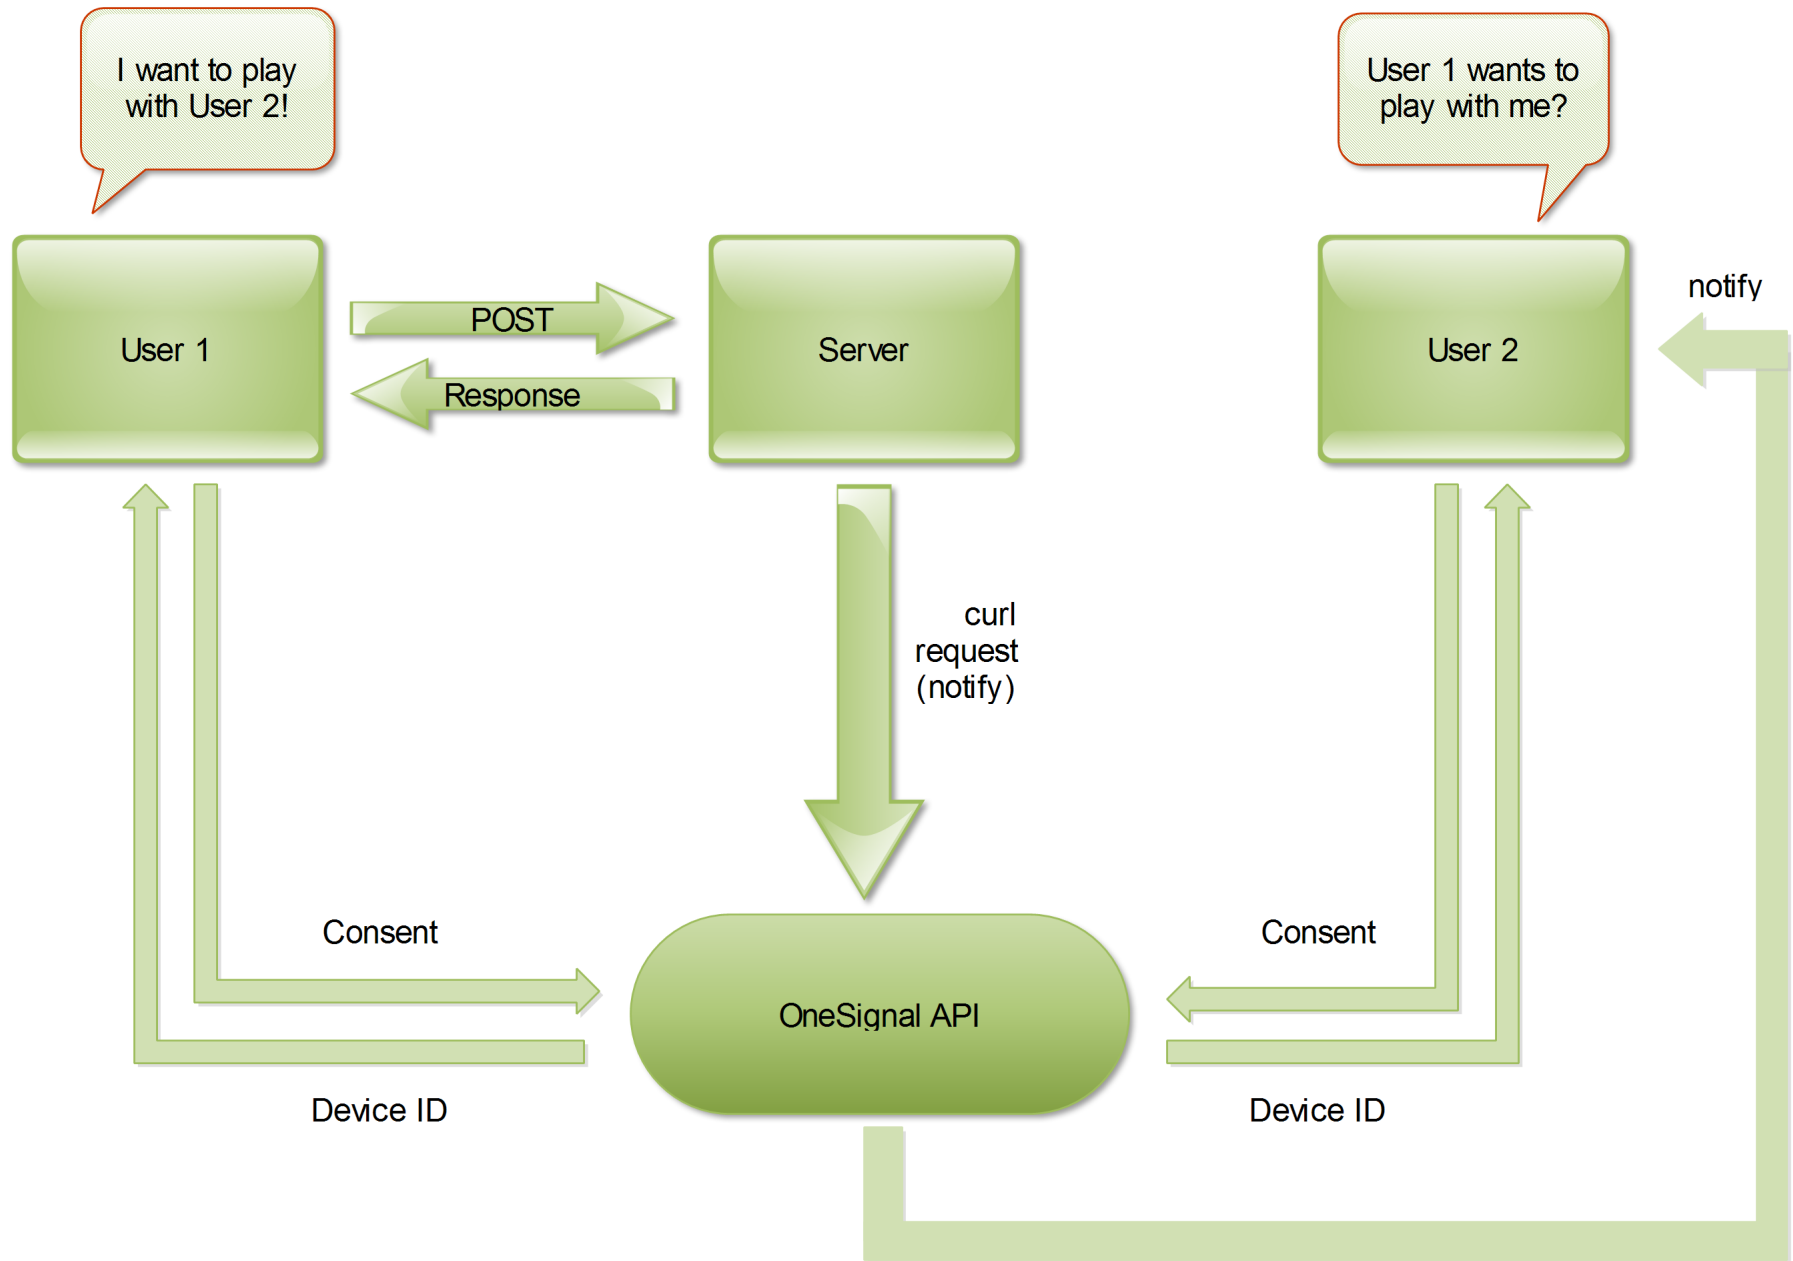 I want to play
with User 2!
User 1 wants to
play with me?
User 1
POST
Response
Server
User 2
notify
curl
request
(notify)
Consent
Consent
OneSignal API
Device ID
Device ID